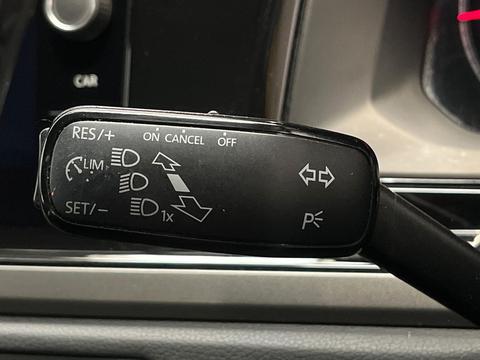 CAR
RES/+ ON CANCEL OFF
LIM
SET/− 1x
P